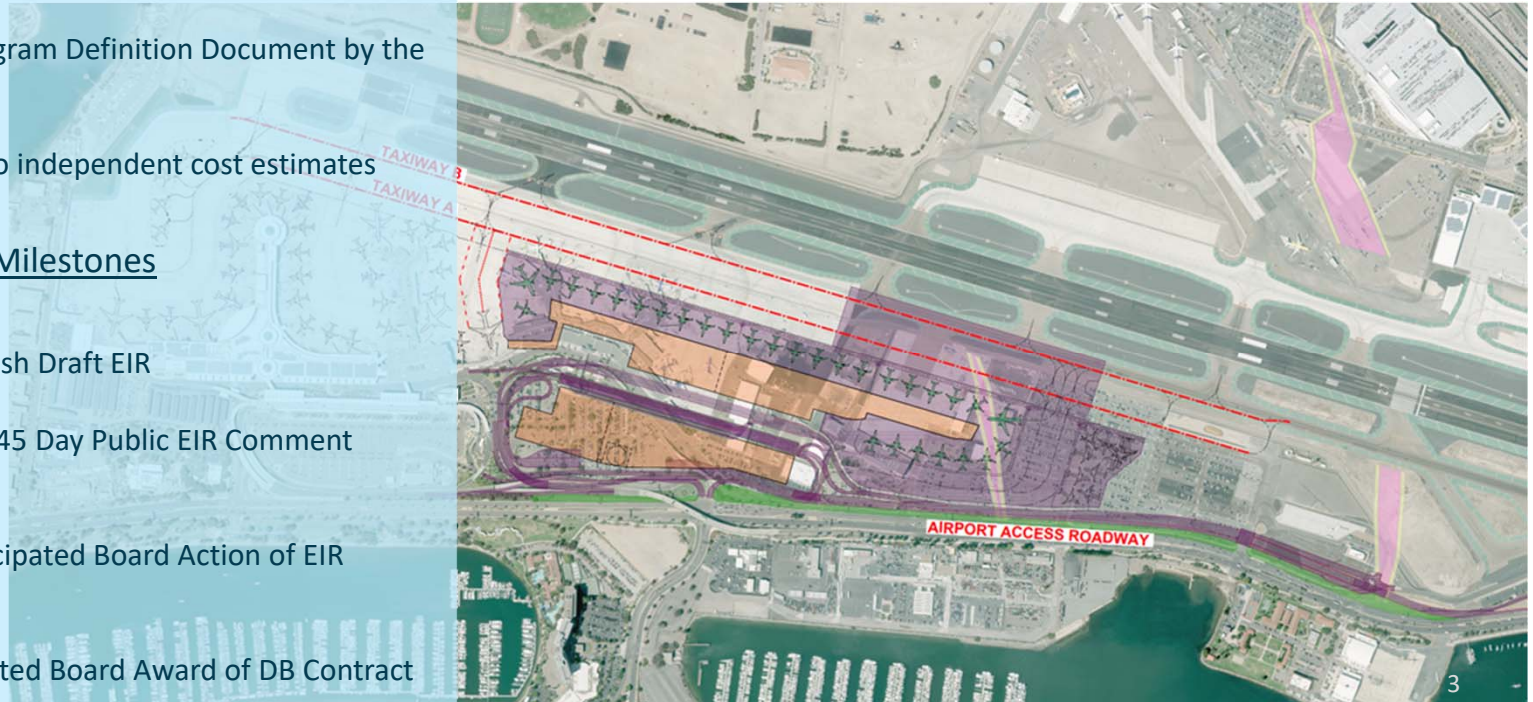 gram Definition Document by the
o independent cost estimates
Milestones
sh Draft EIR
45 Day Public EIR Comment
cipated Board Action of EIR
ted Board Award of DB Contract
TAXIWAY B
TAXIWAY A
AIRPORT ACCESS ROADWAY
3